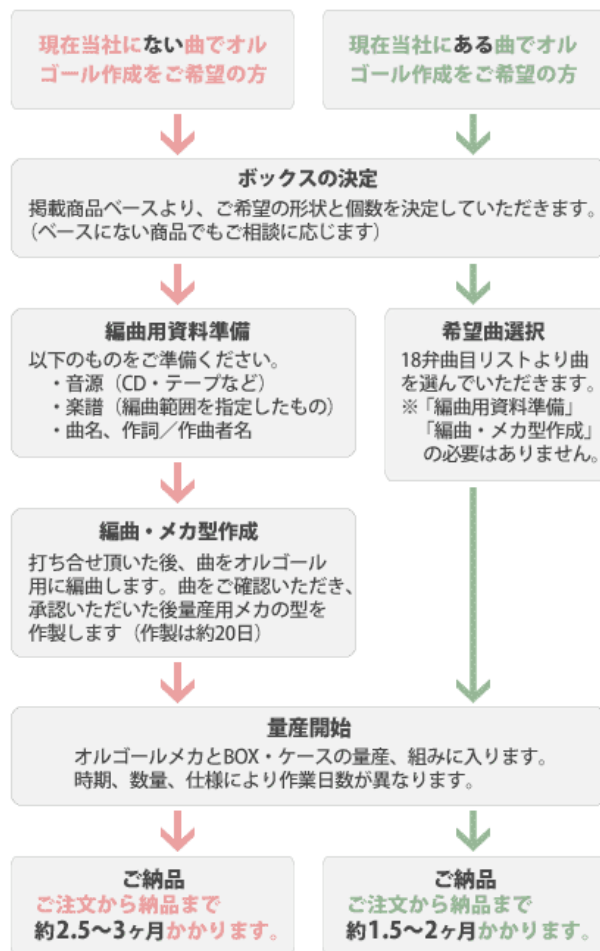 現在当社にない曲でオル
ゴール作成をご希望の方
現在当社にある曲でオル
ゴール作成をご希望の方
ボックスの決定
掲載商品ベースより、ご希望の形状と個数を決定していただきます。
（ベースにない商品でもご相談に応じます）
編曲用資料準備
以下のものをご準備ください。
・音源（CD・テープなど）
・楽譜（編曲範囲を指定したもの）
・曲名、作詞／作曲者名
希望曲選択
18弁曲目リストより曲
を選んでいただきます。
※「編曲用資料準備」
「編曲・メカ型作成」
の必要はありません。
編曲・メカ型作成
打ち合せ頂いた後、曲をオルゴール
用に編曲します。曲をご確認いただき、
承認いただいた後量産用メカの型を
作製します（作製は約20日）
量産開始
オルゴールメカとBOX・ケースの量産、組みに入ります。
時期、数量、仕様により作業日数が異なります。
ご納品
ご注文から納品まで
約2.5〜3ヶ月かかります。
ご納品
ご注文から納品まで
約1.5〜2ヶ月かかります。